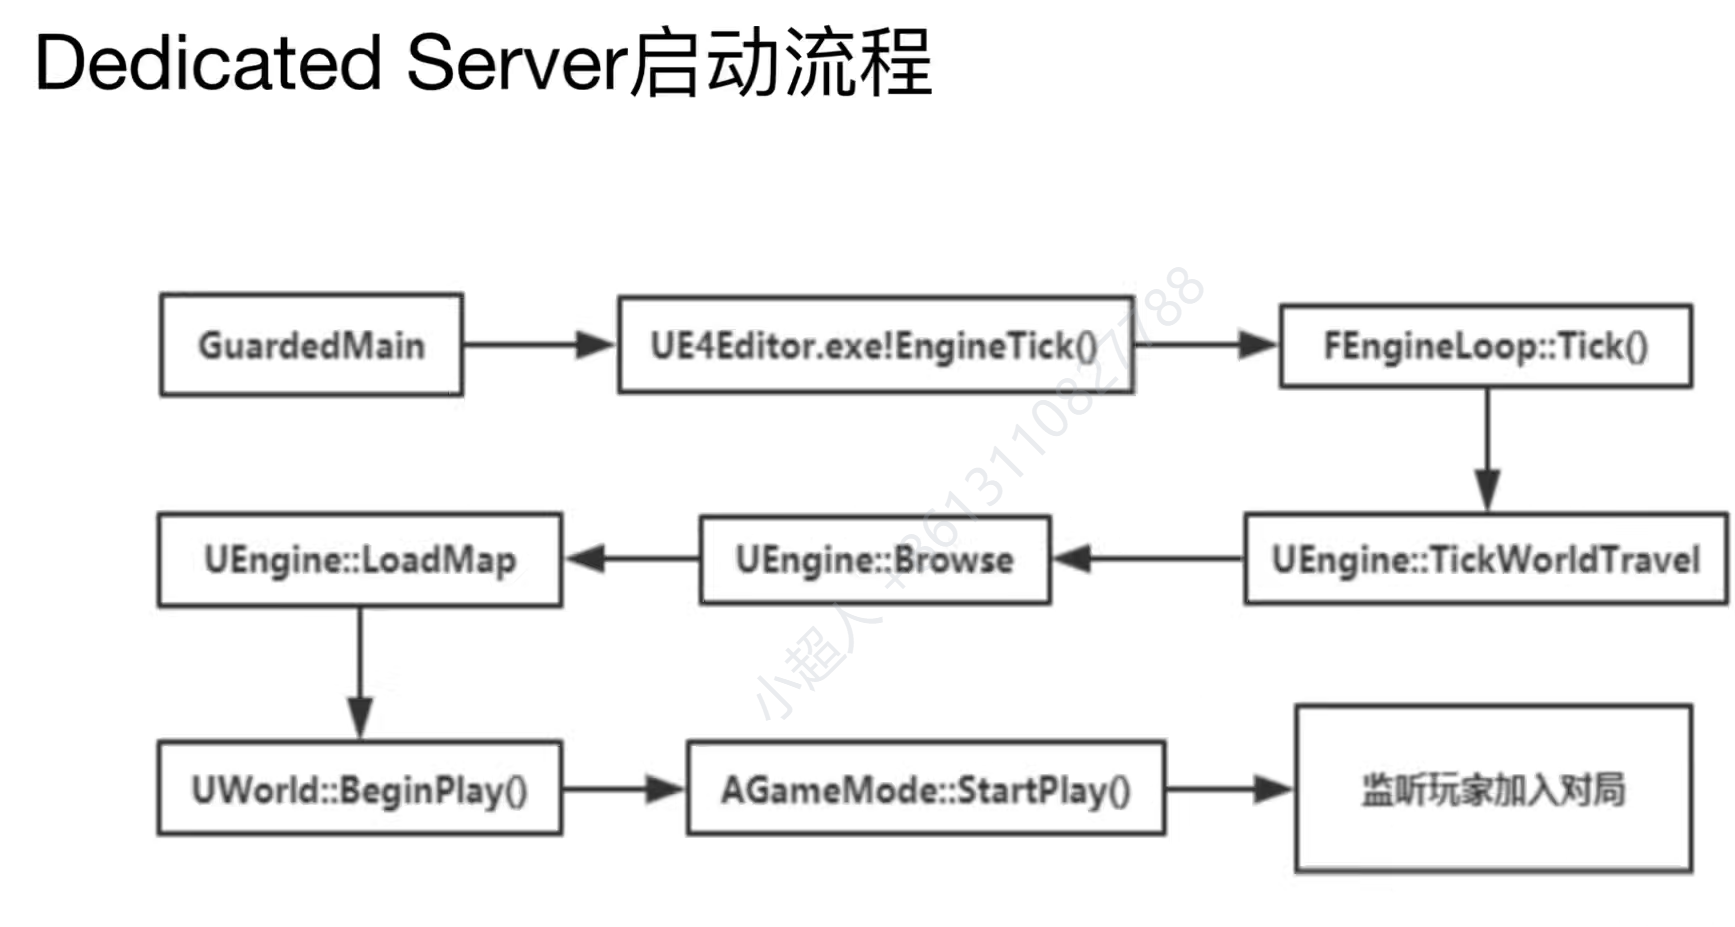 Dedicated Server启动流程
GuardedMain
UE4Editor.exe!EngineTick()
FEngineLoop::Tick()
UEngine::TickWorldTravel
UEngine::Browse
UEngine::LoadMap
UWorld::BeginPlay()
AGameMode::StartPlay()
监听玩家加入对局
小超人 +8613110827788